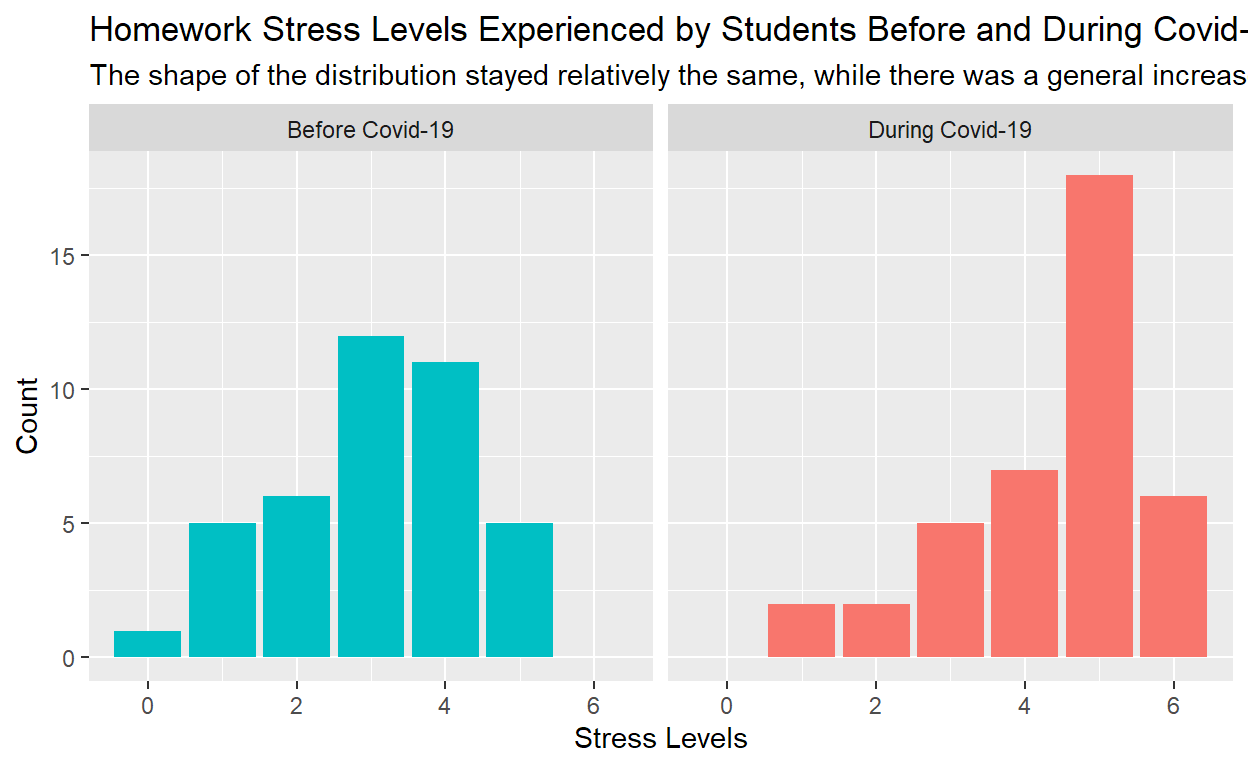 Homework Stress Levels Experienced by Students Before and During Covid-
The shape of the distribution stayed relatively the same, while there was a general increas
Before Covid-19 During Covid-19
15
10
5
0
Count
0 2 4 6 0 2 4 6
Stress Levels